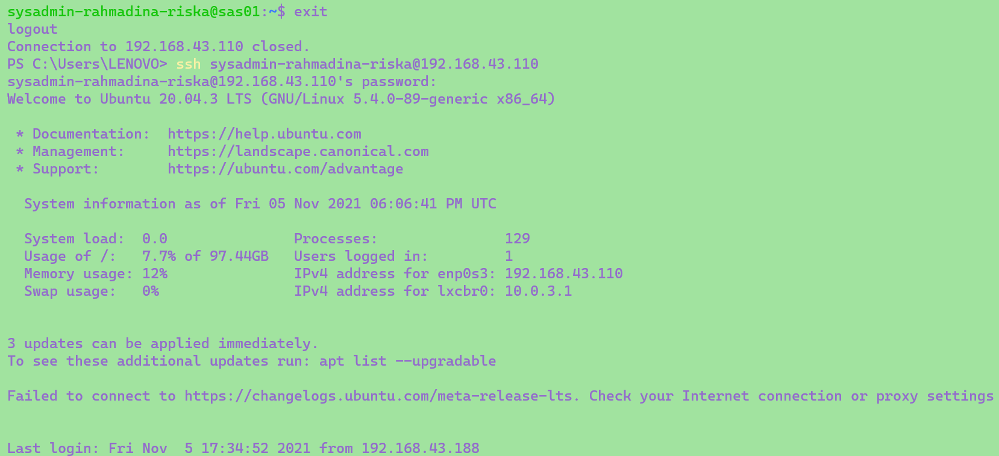 sysadmin-rahmadina-riska@sas01:~$ exit
logout
Connection to 192.168.43.110 closed.
PS C:\Users\LENOVO> ssh sysadmin-rahmadina-riska@192.168.43.110
sysadmin-rahmadina-riska@192.168.43.110's password:
Welcome to Ubuntu 20.04.3 LTS (GNU/Linux 5.4.0-89-generic x86_64)

 * Documentation:  https://help.ubuntu.com
 * Management:     https://landscape.canonical.com
 * Support:        https://ubuntu.com/advantage

  System information as of Fri 05 Nov 2021 06:06:41 PM UTC

  System load:  0.0               Processes:               129
  Usage of /:   7.7% of 97.44GB   Users logged in:         1
  Memory usage: 12%               IPv4 address for enp0s3: 192.168.43.110
  Swap usage:   0%                IPv4 address for lxcbr0: 10.0.3.1

3 updates can be applied immediately.
To see these additional updates run: apt list --upgradable

Failed to connect to https://changelogs.ubuntu.com/meta-release-lts. Check your Internet connection or proxy settings

Last login: Fri Nov  5 17:34:52 2021 from 192.168.43.188